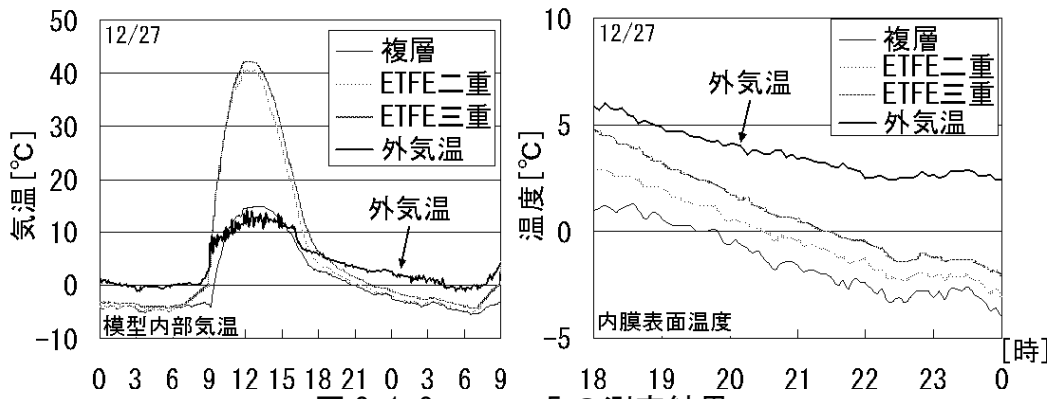 12/27
複層
ETFE二重
ETFE三重
外気温
外気温
気温[℃]
50
40
30
20
10
0
-10
模型内部気温
0 3 6 9 12 15 18 21 0 3 6 9
12/27
複層
ETFE二重
ETFE三重
外気温
外気温
温度[℃]
10
5
0
-5
内膜表面温度
[時]
18 19 20 21 22 23 0